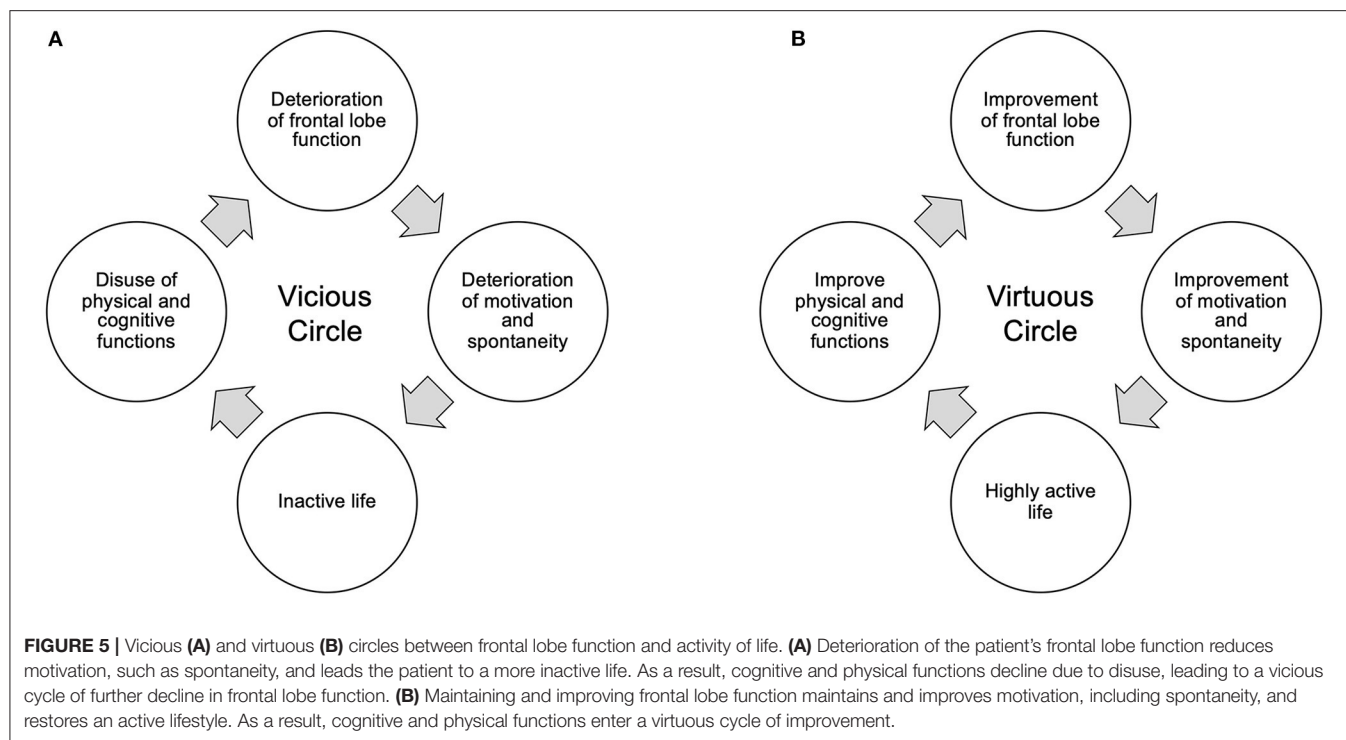 A
Deterioration
of frontal lobe
function
Disuse of
physical and
cognitive
functions
Vicious
Circle
Deterioration
of motivation
and
spontaneity
Inactive life
B
Improvement
of frontal lobe
function
Improve
physical and
cognitive
functions
Virtuous
Circle
Improvement
of motivation
and
spontaneity
Highly active
life
FIGURE 5 | Vicious (A) and virtuous (B) circles between frontal lobe function and activity of life. (A) Deterioration of the patient's frontal lobe function reduces
motivation, such as spontaneity, and leads the patient to a more inactive life. As a result, cognitive and physical functions decline due to disuse, leading to a vicious
cycle of further decline in frontal lobe function. (B) Maintaining and improving frontal lobe function maintains and improves motivation, including spontaneity, and
restores an active lifestyle. As a result, cognitive and physical functions enter a virtuous cycle of improvement.